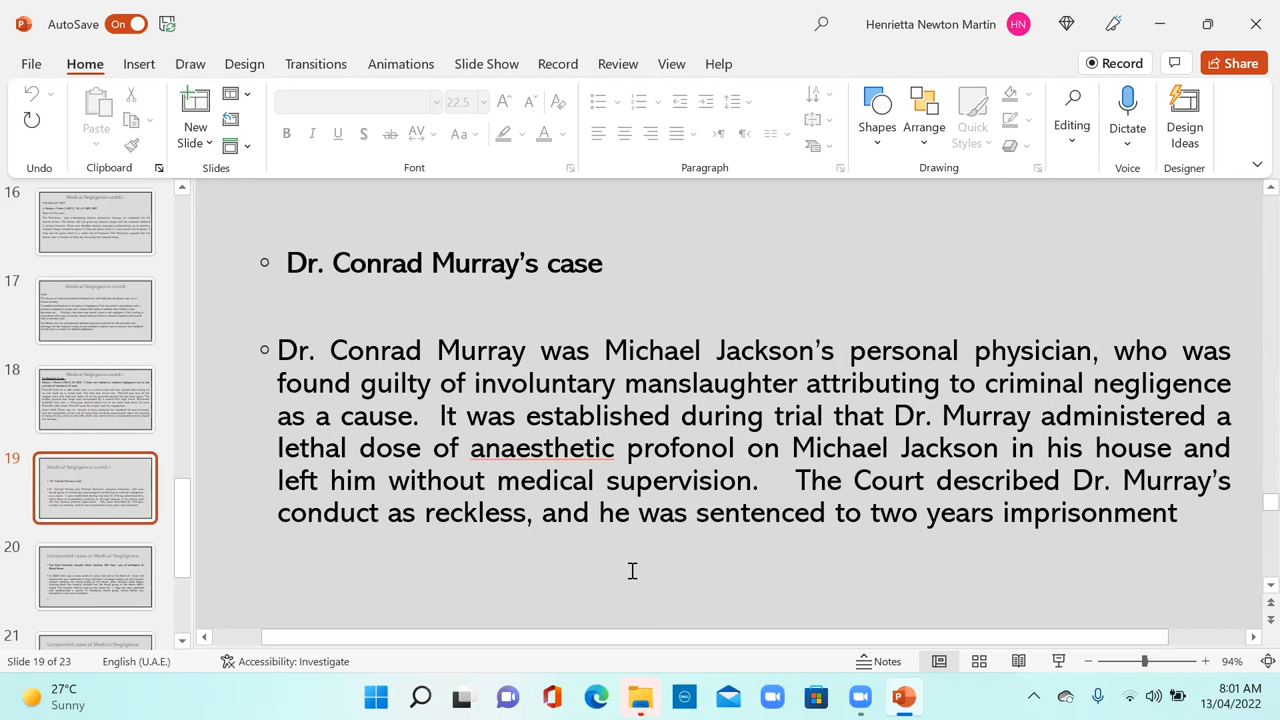 AutoSave On
Henrietta Newton Martin HN
File Home Insert Draw Design Transitions Animations Slide Show Record Review View Help Record Share
22.5
Paste New Slide Shapes Arrange Quick Styles Editing Dictate Design Ideas
Undo Clipboard Slides Font Paragraph Drawing Voice Designer
16
17
18
19
20
21
Dr. Conrad Murray's case
Dr. Conrad Murray was Michael Jackson's personal physician, who was
found guilty of involuntary manslaughter attributing to criminal negligence
as a cause. It was established during trial that Dr. Murray administered a
lethal dose of anaesthetic profonol on Michael Jackson in his house and
left him without medical supervision. The Court described Dr. Murray's
conduct as reckless, and he was sentenced to two years imprisonment
Slide 19 of 23 English (U.A.E.) Accessibility: Investigate Notes 94%
27°C
Sunny
8:01 AM
13/04/2022